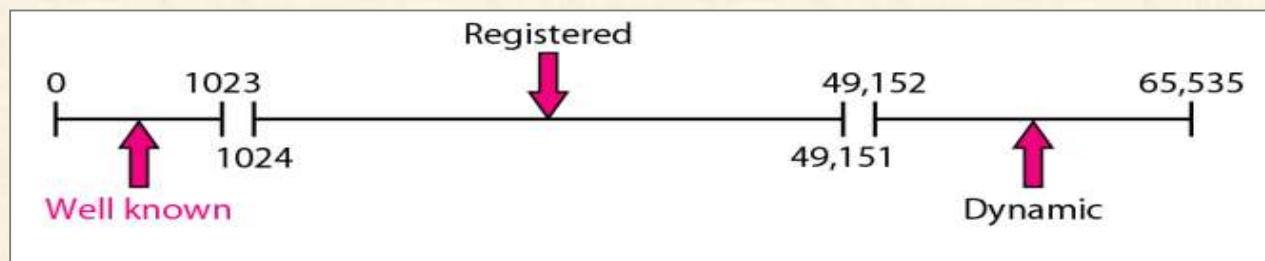 Registered
0 1023 49,152 65,535
1024 49,151
Well known Dynamic